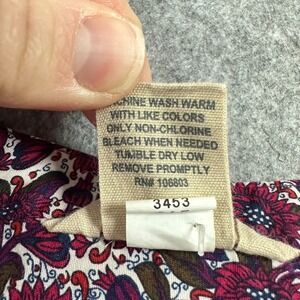 MACHINE WASH WARM
WITH LIKE COLORS
ONLY NON-CHLORINE
BLEACH WHEN NEEDED
TUMBLE DRY LOW
REMOVE PROMPTLY
RN# 106803
3453